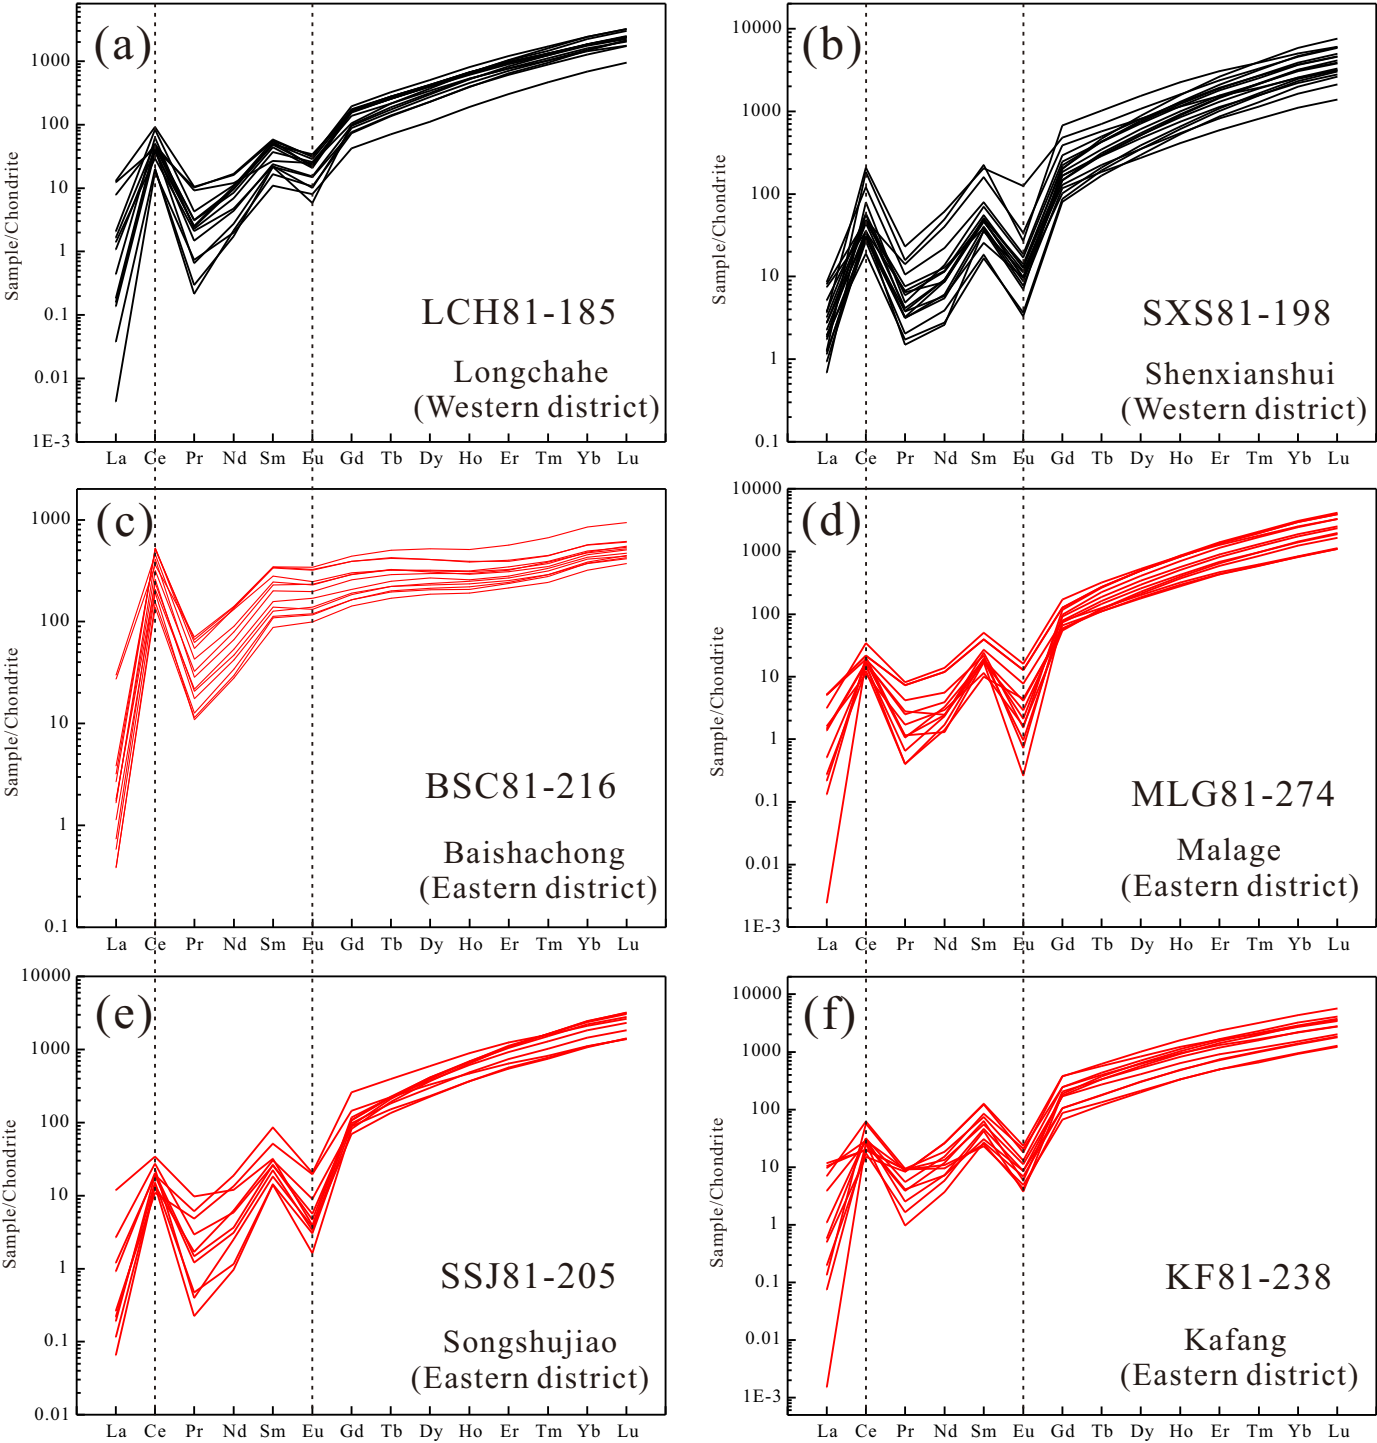 (a)
Sample/Chondrite
1000
100
10
1
0.1
0.01
1E-3
LCH81-185
Longchahe
(Western district)
La Ce Pr Nd Sm Eu Gd Tb Dy Ho Er Tm Yb Lu
(b)
Sample/Chondrite
10000
1000
100
10
1
0.1
SXS81-198
Shenxianshui
(Western district)
La Ce Pr Nd Sm Eu Gd Tb Dy Ho Er Tm Yb Lu
(c)
Sample/Chondrite
1000
100
10
1
0.1
BSC81-216
Baishachong
(Eastern district)
La Ce Pr Nd Sm Eu Gd Tb Dy Ho Er Tm Yb Lu
(d)
Sample/Chondrite
10000
1000
100
10
1
0.1
0.01
1E-3
MLG81-274
Malage
(Eastern district)
La Ce Pr Nd Sm Eu Gd Tb Dy Ho Er Tm Yb Lu
(e)
Sample/Chondrite
10000
1000
100
10
1
0.1
0.01
SSJ81-205
Songshujiao
(Eastern district)
La Ce Pr Nd Sm Eu Gd Tb Dy Ho Er Tm Yb Lu
(f)
Sample/Chondrite
10000
1000
100
10
1
0.1
0.01
1E-3
KF81-238
Kafang
(Eastern district)
La Ce Pr Nd Sm Eu Gd Tb Dy Ho Er Tm Yb Lu